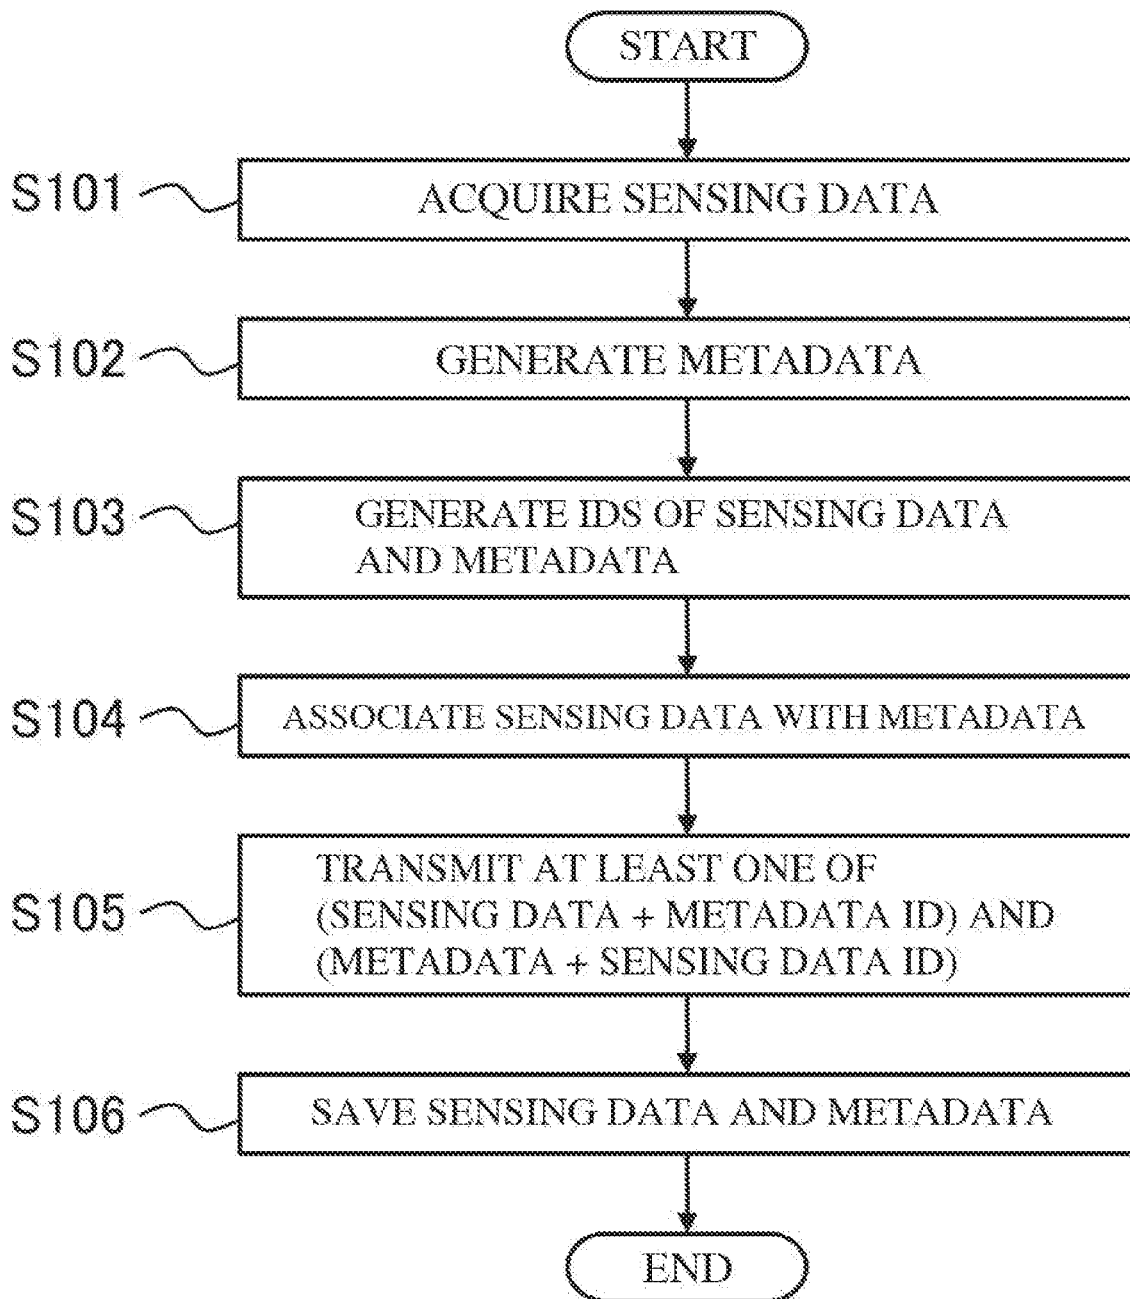 START
S101
ACQUIRE SENSING DATA
S102
GENERATE METADATA
S103
GENERATE IDS OF SENSING DATA
AND METADATA
S104
ASSOCIATE SENSING DATA WITH METADATA
S105
TRANSMIT AT LEAST ONE OF
(SENSING DATA + METADATA ID) AND
(METADATA + SENSING DATA ID)
S106
SAVE SENSING DATA AND METADATA
END